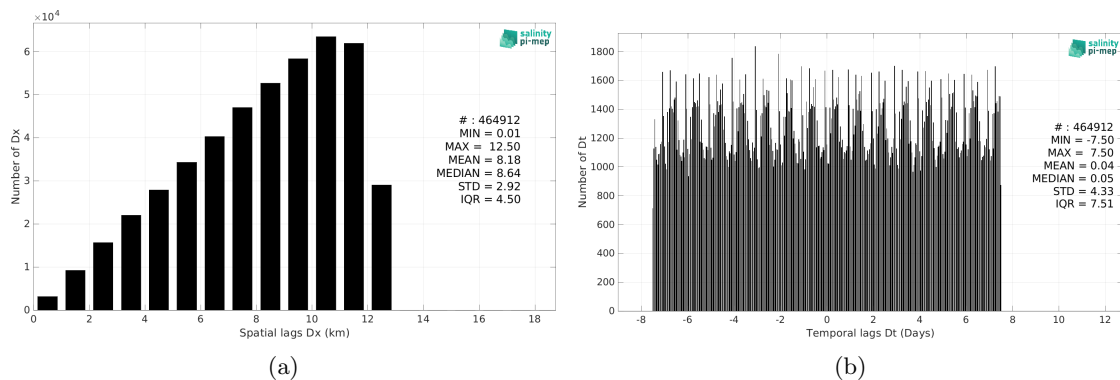 ×10⁴
6
5
4
3
2
1
0
Number of Dx
0 2 4 6 8 10 12 14 16 18
Spatial lags Dx (km)
salinity
pi-mep
# : 464912
MIN = 0.01
MAX = 12.50
MEAN = 8.18
MEDIAN = 8.64
STD = 2.92
IQR = 4.50
(a)
1800
1600
1400
1200
1000
800
600
400
200
0
Number of Dt
-8 -6 -4 -2 0 2 4 6 8 10 12
Temporal lags Dt (Days)
salinity
pi-mep
# : 464912
MIN = -7.50
MAX = 7.50
MEAN = 0.04
MEDIAN = 0.05
STD = 4.33
IQR = 7.51
(b)